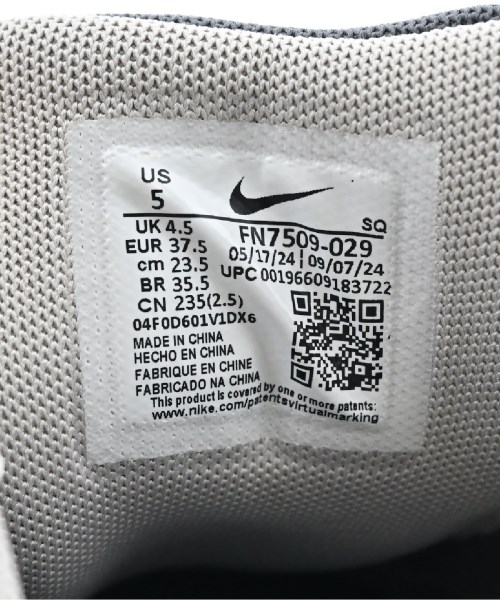 US
5
UK 4.5
EUR 37.5
cm 23.5
BR 35.5
CN 235(2.5)
04F0D601V1DX6
SQ
FN7509-029
05/17/24 | 09/07/24
UPC 00196609183722
MADE IN CHINA
HECHO EN CHINA
FABRIQUE EN CHINE
FABRICADO NA CHINA
This product is covered by one or more patents:
www.nike.com/patentsvirtualmarking